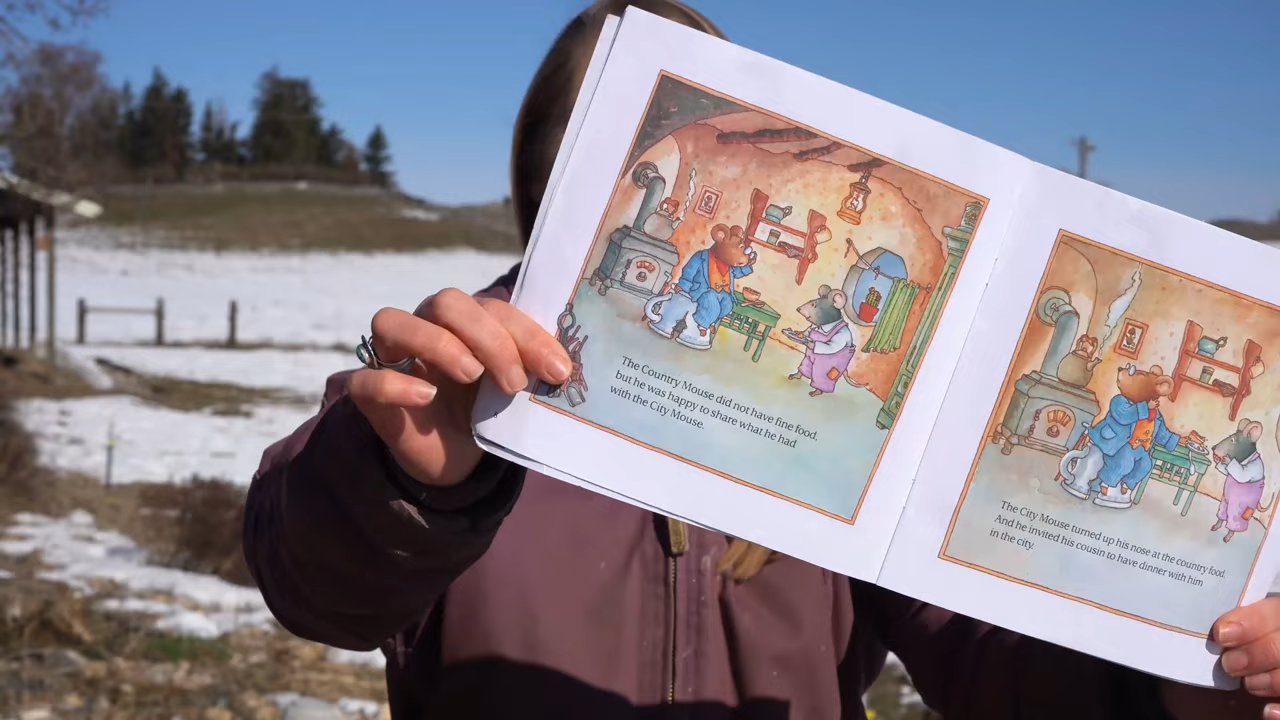 The Country Mouse did not have fine food,
but he was happy to share what he had
with the City Mouse.
The City Mouse turned up his nose at the country food.
And he invited his cousin to have dinner with him
in the city.